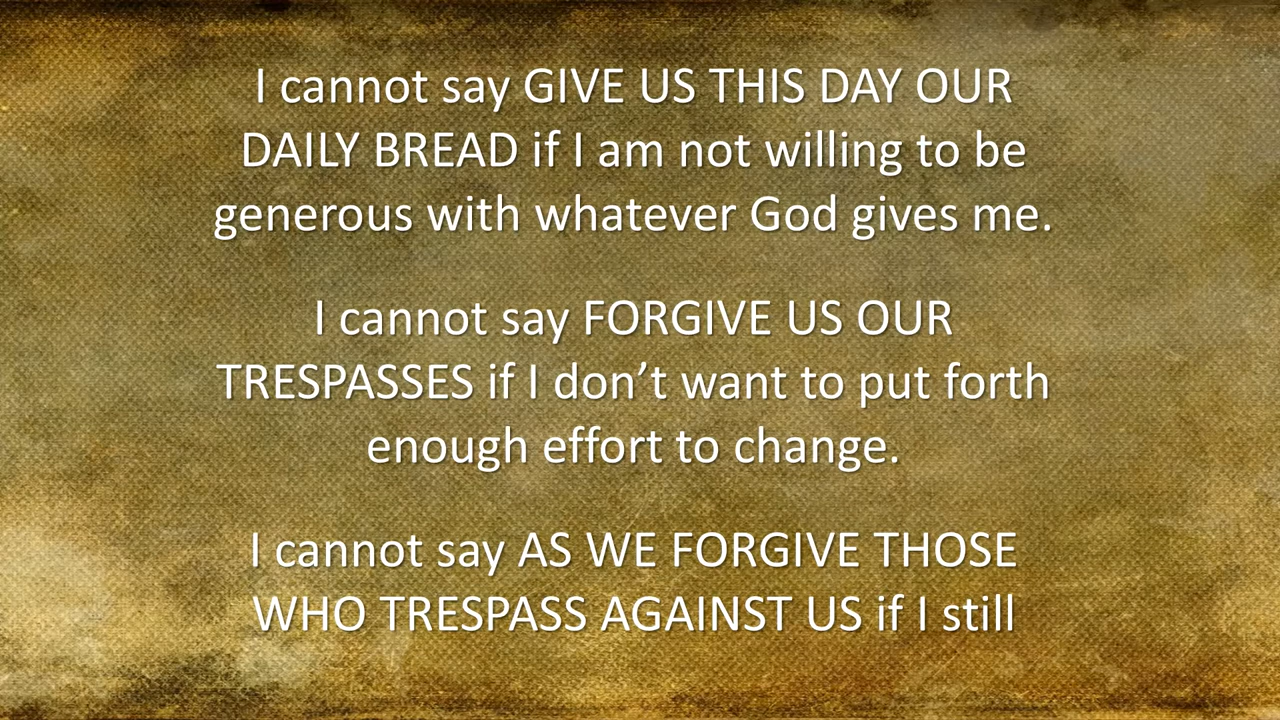 I cannot say GIVE US THIS DAY OUR
DAILY BREAD if I am not willing to be
generous with whatever God gives me.
I cannot say FORGIVE US OUR
TRESPASSES if I don’t want to put forth
enough effort to change.
I cannot say AS WE FORGIVE THOSE
WHO TRESPASS AGAINST US if I still